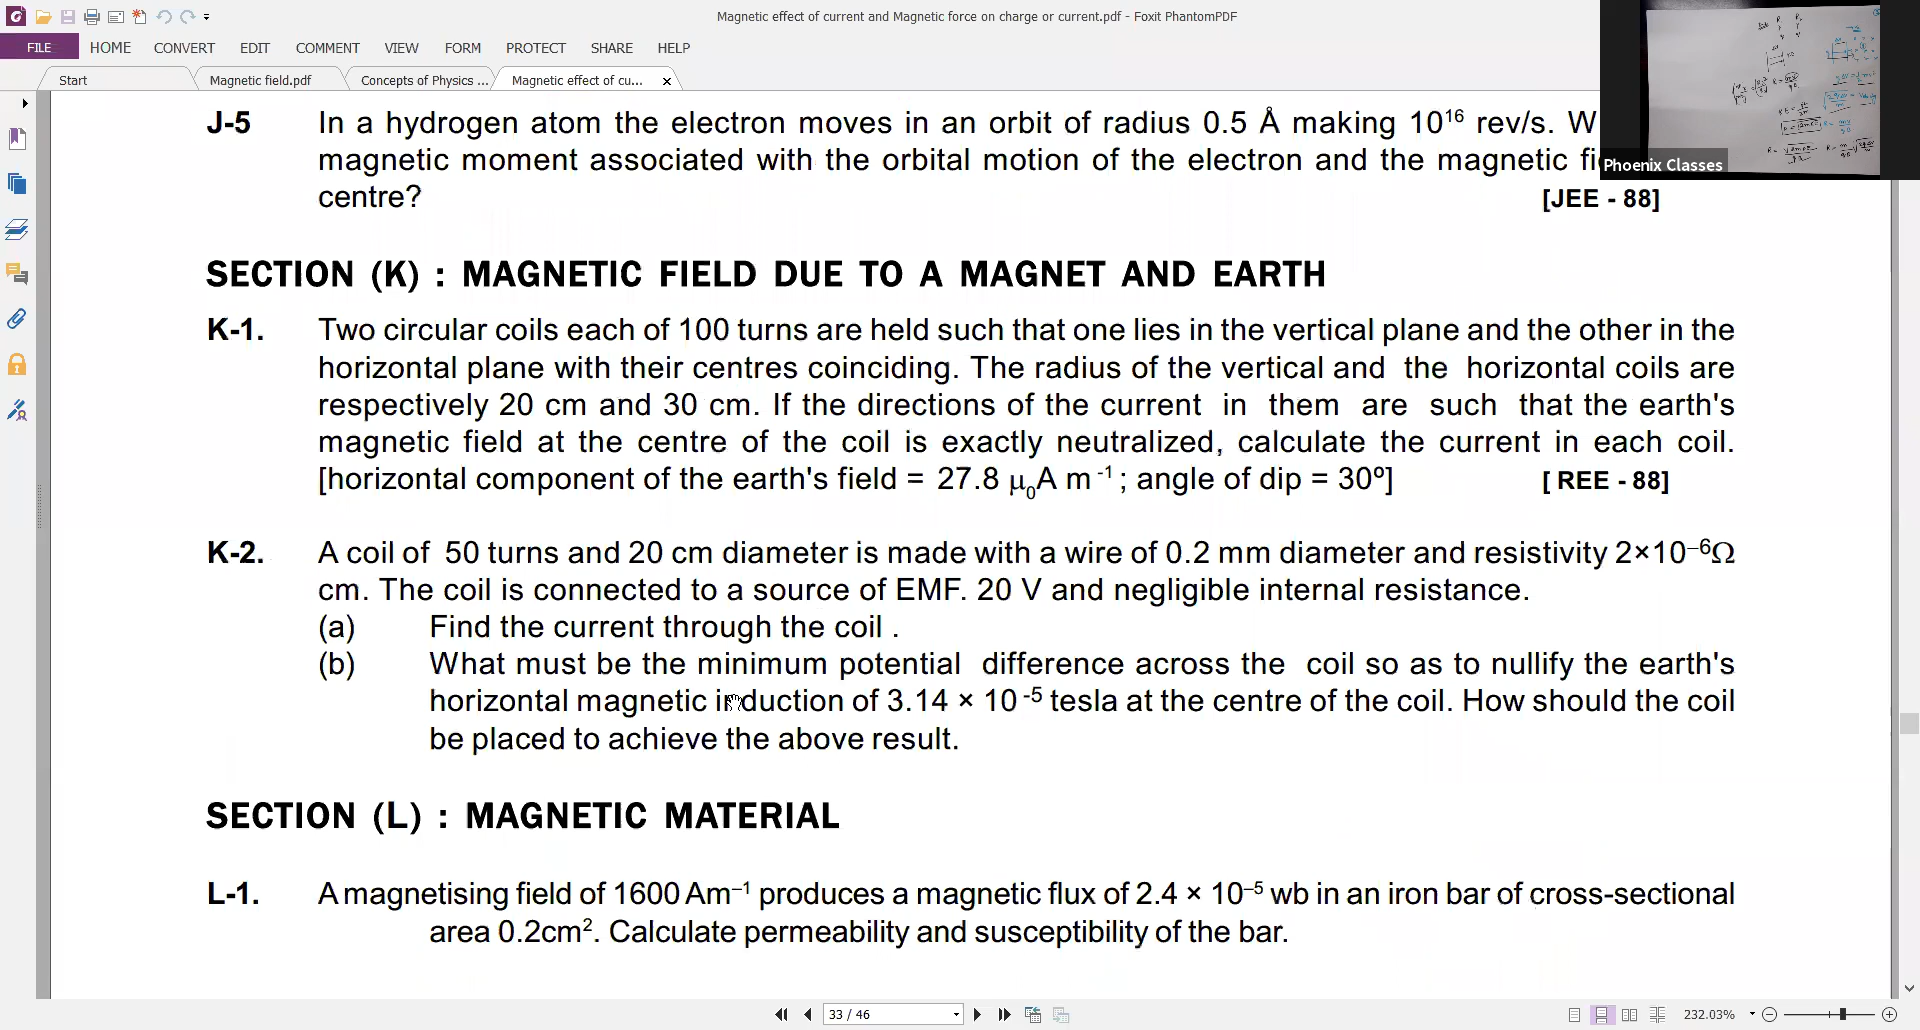 Magnetic effect of current and Magnetic force on charge or current.pdf - Foxit PhantomPDF
FILE HOME CONVERT EDIT COMMENT VIEW FORM PROTECT SHARE HELP
Start Magnetic field.pdf Concepts of Physics ... Magnetic effect of cu... ×
Phoenix Classes
J-5 In a hydrogen atom the electron moves in an orbit of radius 0.5 Å making 10¹⁶ rev/s. W
magnetic moment associated with the orbital motion of the electron and the magnetic fi
centre? [JEE - 88]
SECTION (K) : MAGNETIC FIELD DUE TO A MAGNET AND EARTH
K-1. Two circular coils each of 100 turns are held such that one lies in the vertical plane and the other in the
horizontal plane with their centres coinciding. The radius of the vertical and the horizontal coils are
respectively 20 cm and 30 cm. If the directions of the current in them are such that the earth's
magnetic field at the centre of the coil is exactly neutralized, calculate the current in each coil.
[horizontal component of the earth's field = 27.8 μ₀A m⁻¹ ; angle of dip = 30º] [ REE - 88]
K-2. A coil of 50 turns and 20 cm diameter is made with a wire of 0.2 mm diameter and resistivity 2×10⁻⁶Ω
cm. The coil is connected to a source of EMF. 20 V and negligible internal resistance.
(a) Find the current through the coil .
(b) What must be the minimum potential difference across the coil so as to nullify the earth's
horizontal magnetic induction of 3.14 × 10⁻⁵ tesla at the centre of the coil. How should the coil
be placed to achieve the above result.
SECTION (L) : MAGNETIC MATERIAL
L-1. A magnetising field of 1600 Am⁻¹ produces a magnetic flux of 2.4 × 10⁻⁵ wb in an iron bar of cross-sectional
area 0.2cm². Calculate permeability and susceptibility of the bar.
33 / 46 232.03%